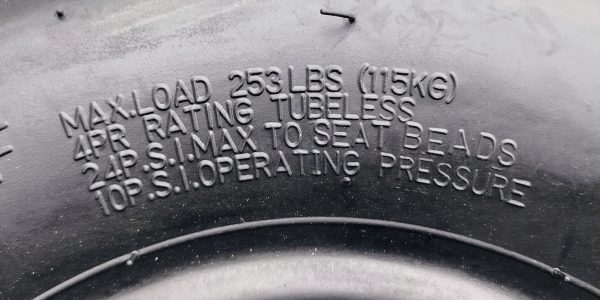 MAX.LOAD 253LBS (115KG)
4PR RATING TUBELESS
24P.S.I.MAX TO SEAT BEADS
10P.S.I.OPERATING PRESSURE